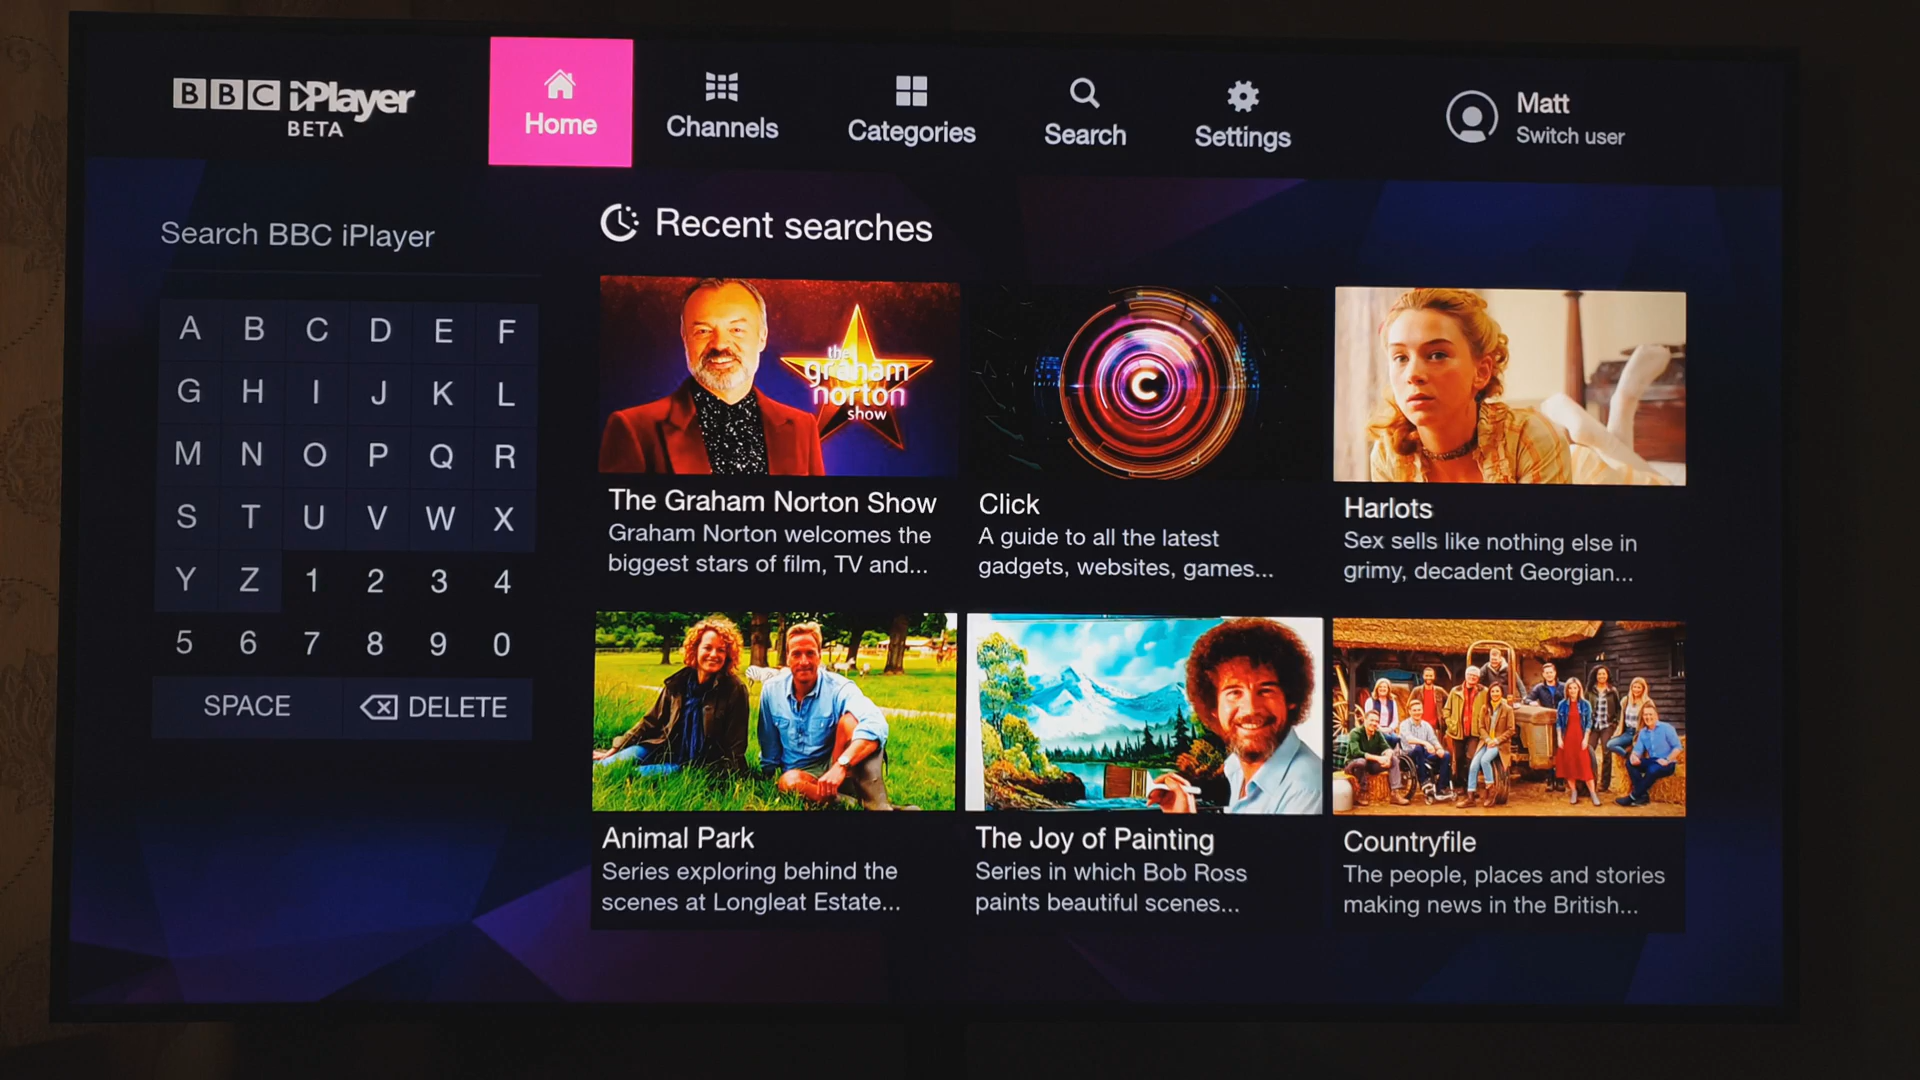 BBC iPlayer
BETA
Home
Channels
Categories
Search
Settings
Matt
Switch user
Search BBC iPlayer
A B C D E F
G H I J K L
M N O P Q R
S T U V W X
Y Z 1 2 3 4
5 6 7 8 9 0
SPACE
DELETE
Recent searches
the
graham
norton
show
C
The Graham Norton Show
Graham Norton welcomes the
biggest stars of film, TV and...
Click
A guide to all the latest
gadgets, websites, games...
Harlots
Sex sells like nothing else in
grimy, decadent Georgian...
Animal Park
Series exploring behind the
scenes at Longleat Estate...
The Joy of Painting
Series in which Bob Ross
paints beautiful scenes...
Countryfile
The people, places and stories
making news in the British...